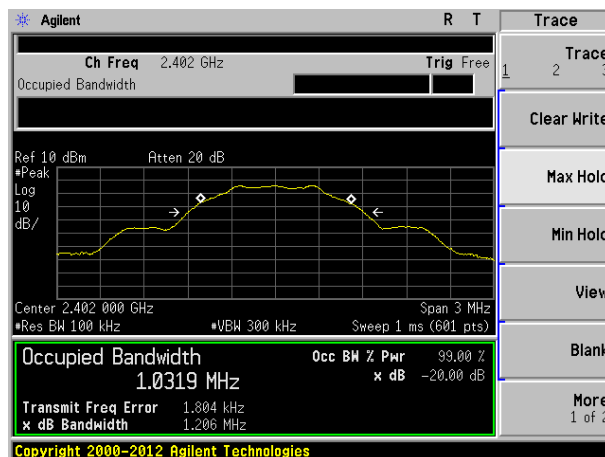 Agilent R T Trace
Ch Freq 2.402 GHz Trig Free
Occupied Bandwidth
Trace
1 2 3
Clear Write
Max Hold
Min Hold
View
Blank
More
1 of 2
Ref 10 dBm Atten 20 dB
#Peak
Log
10
dB/
Center 2.402 000 GHz Span 3 MHz
#Res BW 100 kHz #VBW 300 kHz Sweep 1 ms (601 pts)
Occupied Bandwidth Occ BW % Pwr 99.00 %
1.0319 MHz x dB -20.00 dB
Transmit Freq Error 1.804 kHz
x dB Bandwidth 1.206 MHz
Copyright 2000-2012 Agilent Technologies